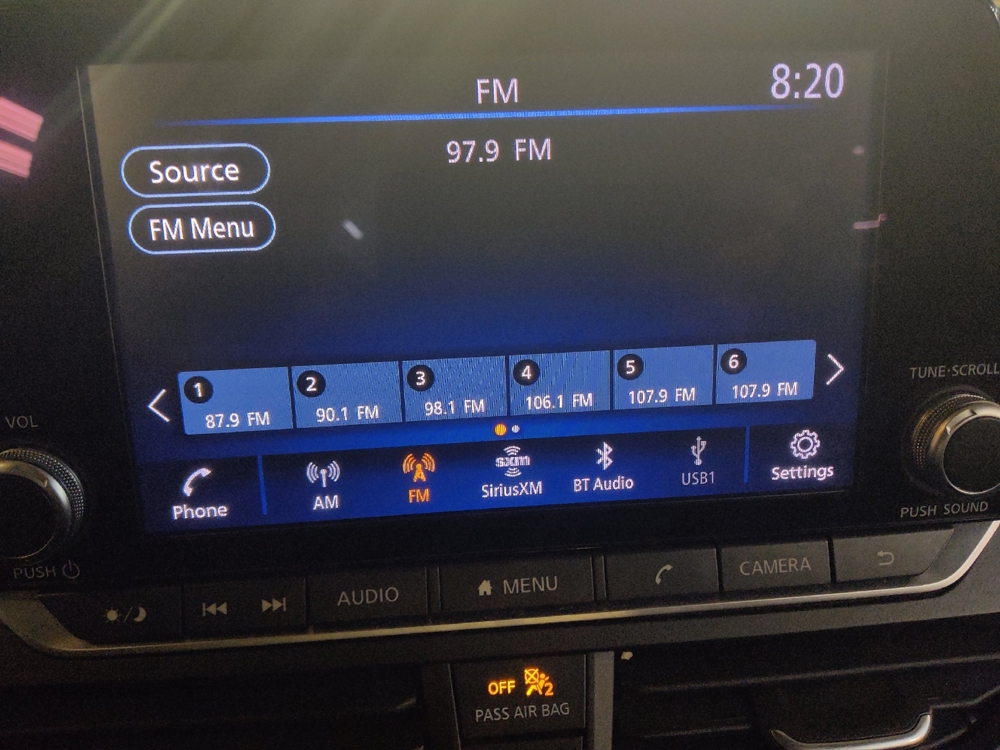 FM
8:20
97.9 FM
Source
FM Menu
1
87.9 FM
2
90.1 FM
3
98.1 FM
4
106.1 FM
5
107.9 FM
6
107.9 FM
Phone
AM
FM
sxm
SiriusXM
BT Audio
USB1
Settings
VOL
PUSH
TUNE·SCROLL
PUSH SOUND
AUDIO
MENU
CAMERA
OFF 2
PASS AIR BAG